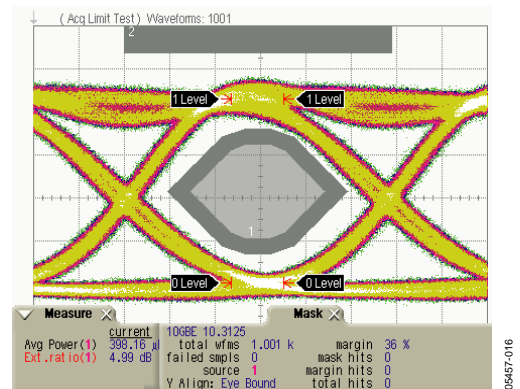 ( Acq Limit Test ) Waveforms: 1001
2
1 Level 1 Level
1
0 Level 0 Level
Measure Mask
current
Avg Power(1) 398.16
Ext.ratio(1) 4.99 dB
10GBE 10.3125
total wfms 1.001 k margin 36 %
failed smpls 0 mask hits 0
source 1 margin hits 0
Y Align: Eye Bound total hits 0
05457-016